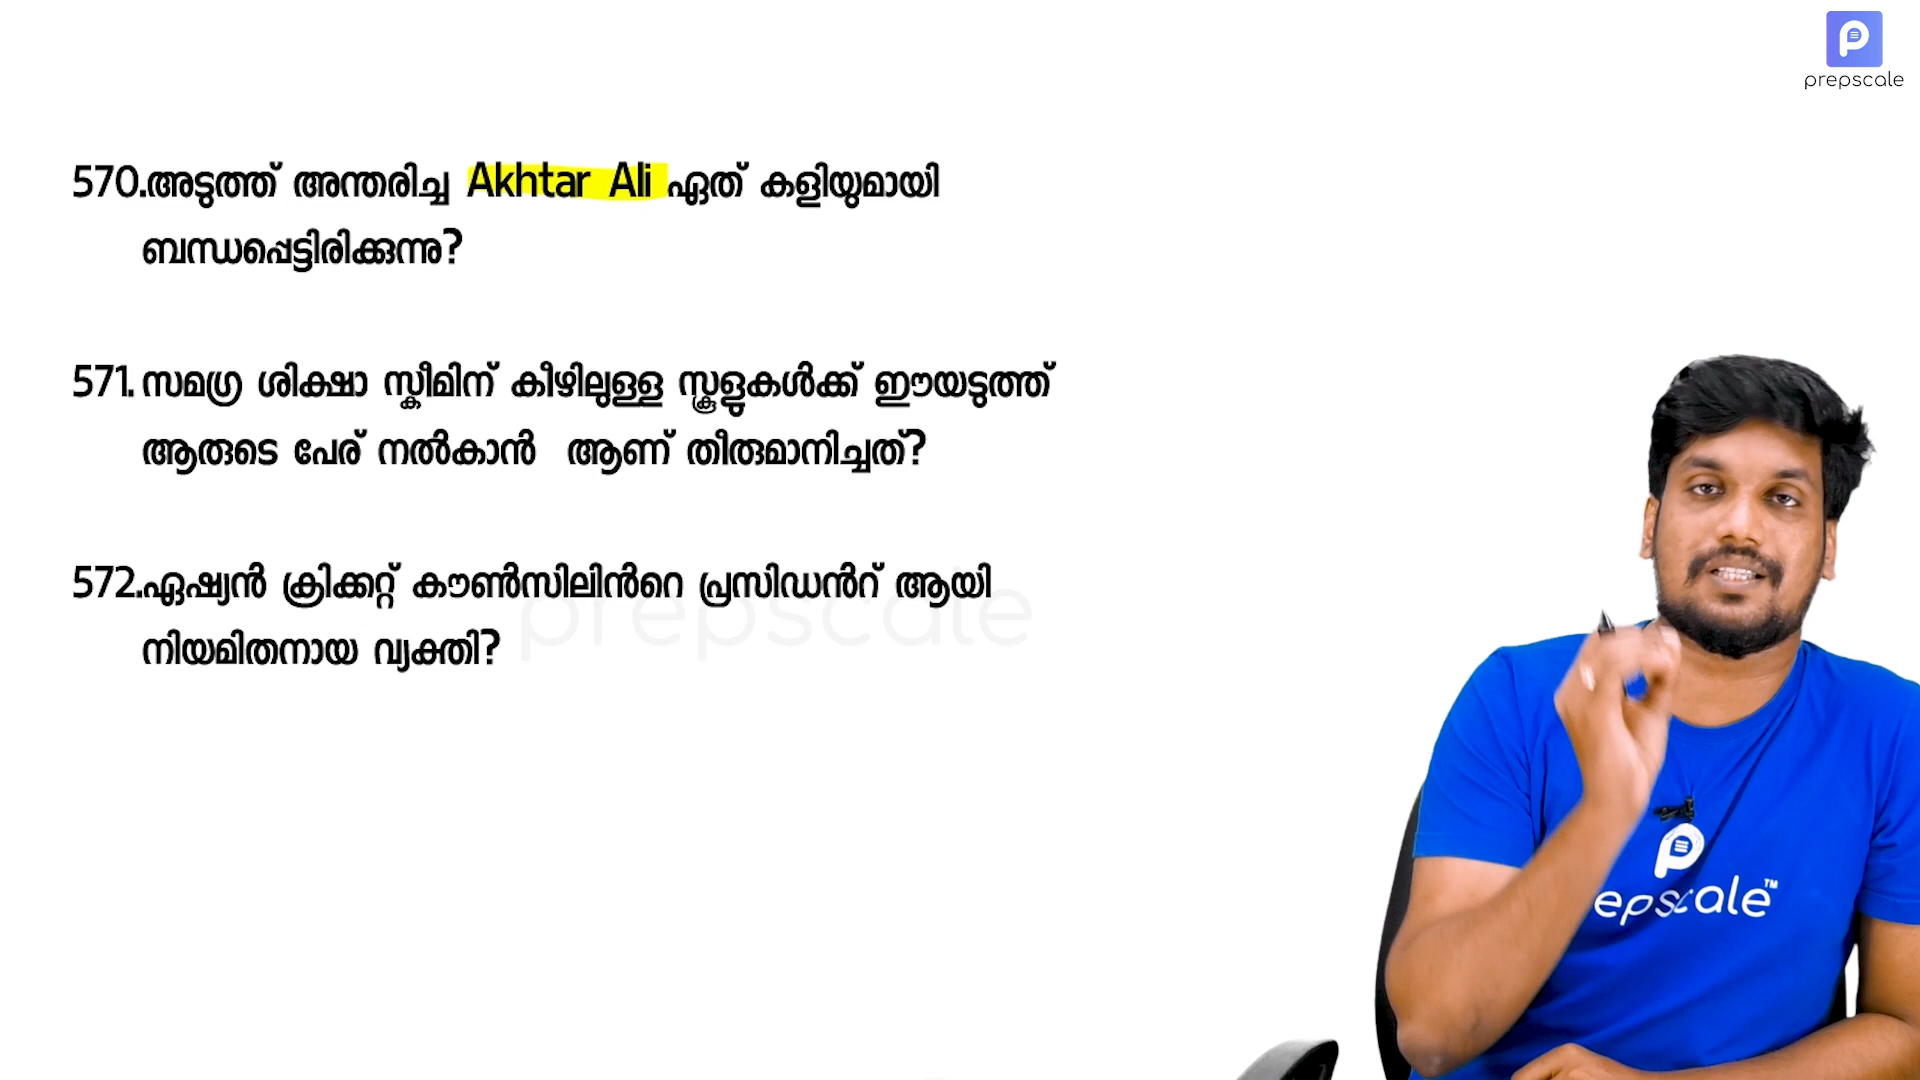 prepscale
570.അടുത്ത് അന്തരിച്ച Akhtar Ali ഏത് കളിയുമായി
ബന്ധപ്പെട്ടിരിക്കുന്നു?
571. സമഗ്ര ശിക്ഷാ സ്കീമിന് കീഴിലുള്ള സ്കൂളുകൾക്ക് ഈയടുത്ത്
ആരുടെ പേര് നൽകാൻ ആണ് തീരുമാനിച്ചത്?
572.ഏഷ്യൻ ക്രിക്കറ്റ് കൗൺസിലിൻറെ പ്രസിഡൻറ് ആയി
നിയമിതനായ വ്യക്തി?
prepscale
epscale™